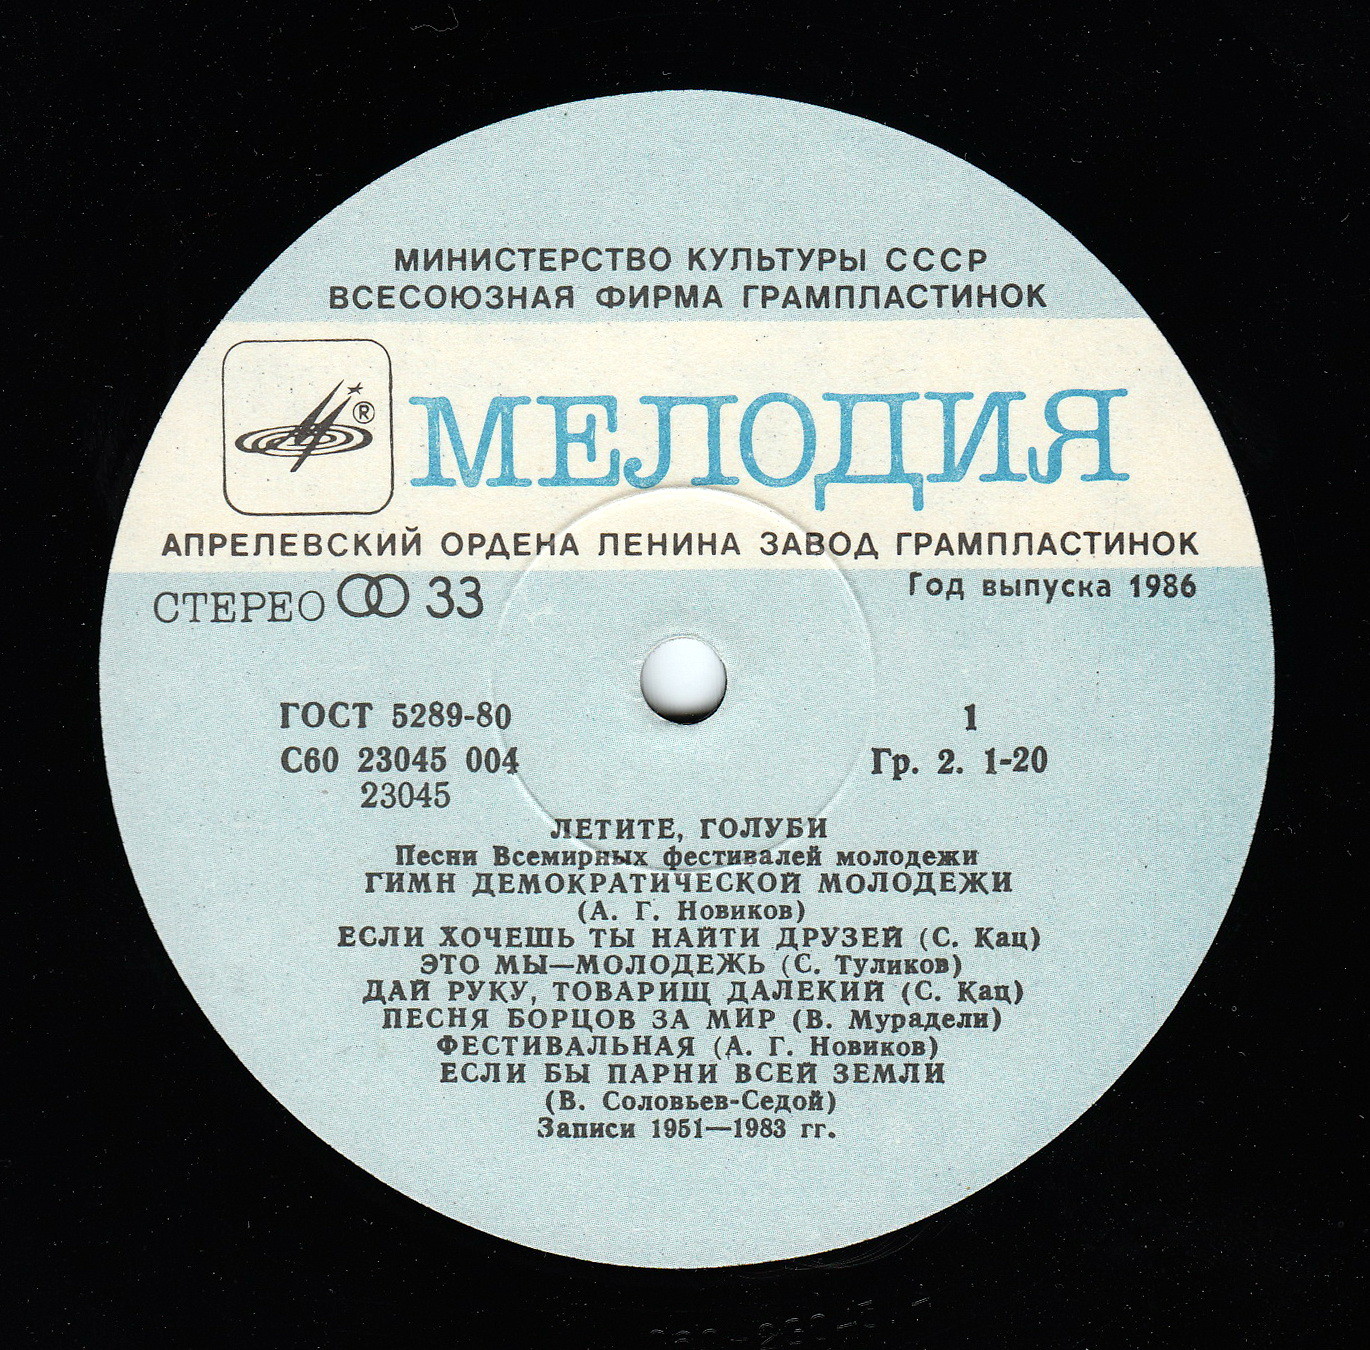 МИНИСТЕРСТВО КУЛЬТУРЫ СССР
ВСЕСОЮЗНАЯ ФИРМА ГРАМПЛАСТИНОК
®
МЕЛОДИЯ
АПРЕЛЕВСКИЙ ОРДЕНА ЛЕНИНА ЗАВОД ГРАМПЛАСТИНОК
СТЕРЕО 33
Год выпуска 1986
ГОСТ 5289-80
1
С60 23045 004
Гр. 2. 1-20
23045
ЛЕТИТЕ, ГОЛУБИ
Песни Всемирных фестивалей молодежи
ГИМН ДЕМОКРАТИЧЕСКОЙ МОЛОДЕЖИ
(А. Г. Новиков)
ЕСЛИ ХОЧЕШЬ ТЫ НАЙТИ ДРУЗЕЙ (С. Кац)
ЭТО МЫ—МОЛОДЕЖЬ (С. Туликов)
ДАЙ РУКУ, ТОВАРИЩ ДАЛЕКИЙ (С. Кац)
ПЕСНЯ БОРЦОВ ЗА МИР (В. Мурадели)
ФЕСТИВАЛЬНАЯ (А. Г. Новиков)
ЕСЛИ БЫ ПАРНИ ВСЕЙ ЗЕМЛИ
(В. Соловьев-Седой)
Записи 1951—1983 гг.